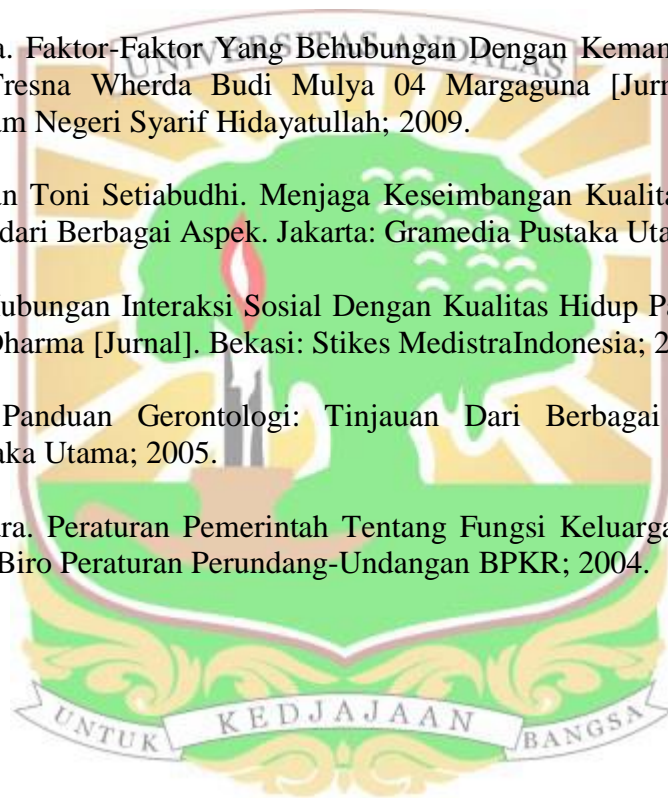 a. Faktor-Faktor Yang Behubungan Dengan Keman
UNIVERSITAS ANDALAS
Tresna Wherda Budi Mulya 04 Margaguna [Jurn
am Negeri Syarif Hidayatullah; 2009.
an Toni Setiabudhi. Menjaga Keseimbangan Kualita
dari Berbagai Aspek. Jakarta: Gramedia Pustaka Uta
ubungan Interaksi Sosial Dengan Kualitas Hidup Pa
Dharma [Jurnal]. Bekasi: Stikes MedistraIndonesia; 2
Panduan Gerontologi: Tinjauan Dari Berbagai
aka Utama; 2005.
ara. Peraturan Pemerintah Tentang Fungsi Keluarga
Biro Peraturan Perundang-Undangan BPKR; 2004.
UNTUK KEDJAJAAN BANGSA